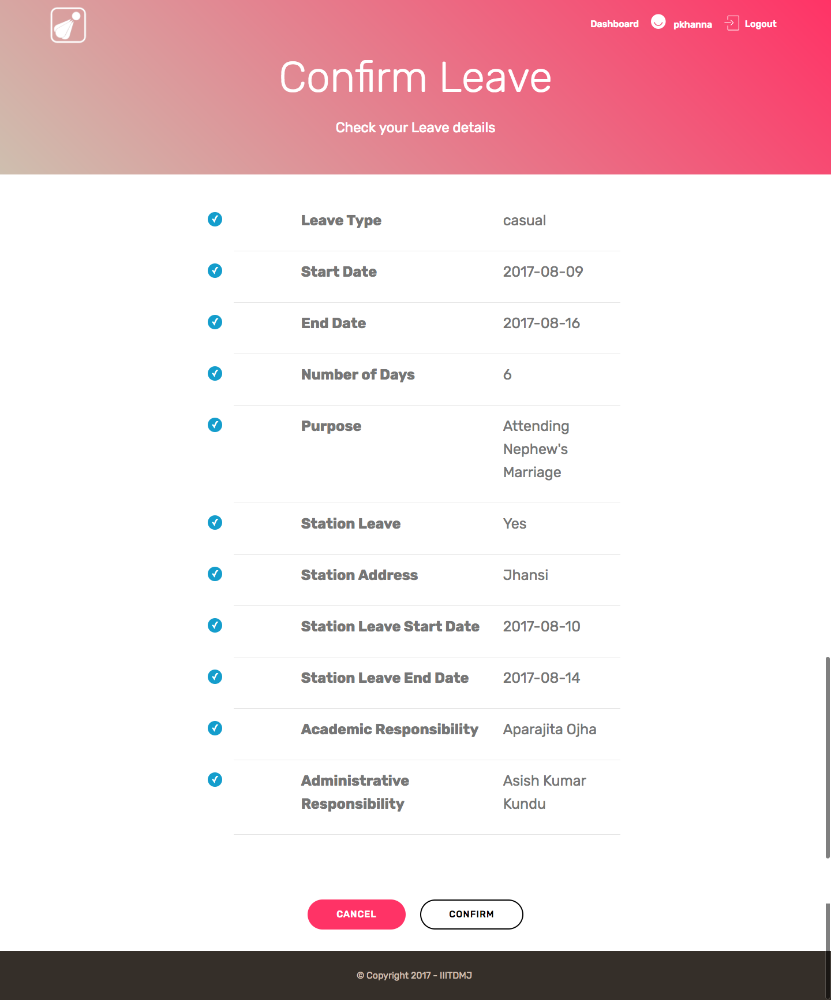 Dashboard pkhanna Logout
Confirm Leave
Check your Leave details
Leave Type casual
Start Date 2017-08-09
End Date 2017-08-16
Number of Days 6
Purpose Attending
Nephew's
Marriage
Station Leave Yes
Station Address Jhansi
Station Leave Start Date 2017-08-10
Station Leave End Date 2017-08-14
Academic Responsibility Aparajita Ojha
Administrative Asish Kumar
Responsibility Kundu
CANCEL CONFIRM
© Copyright 2017 - IIITDMJ